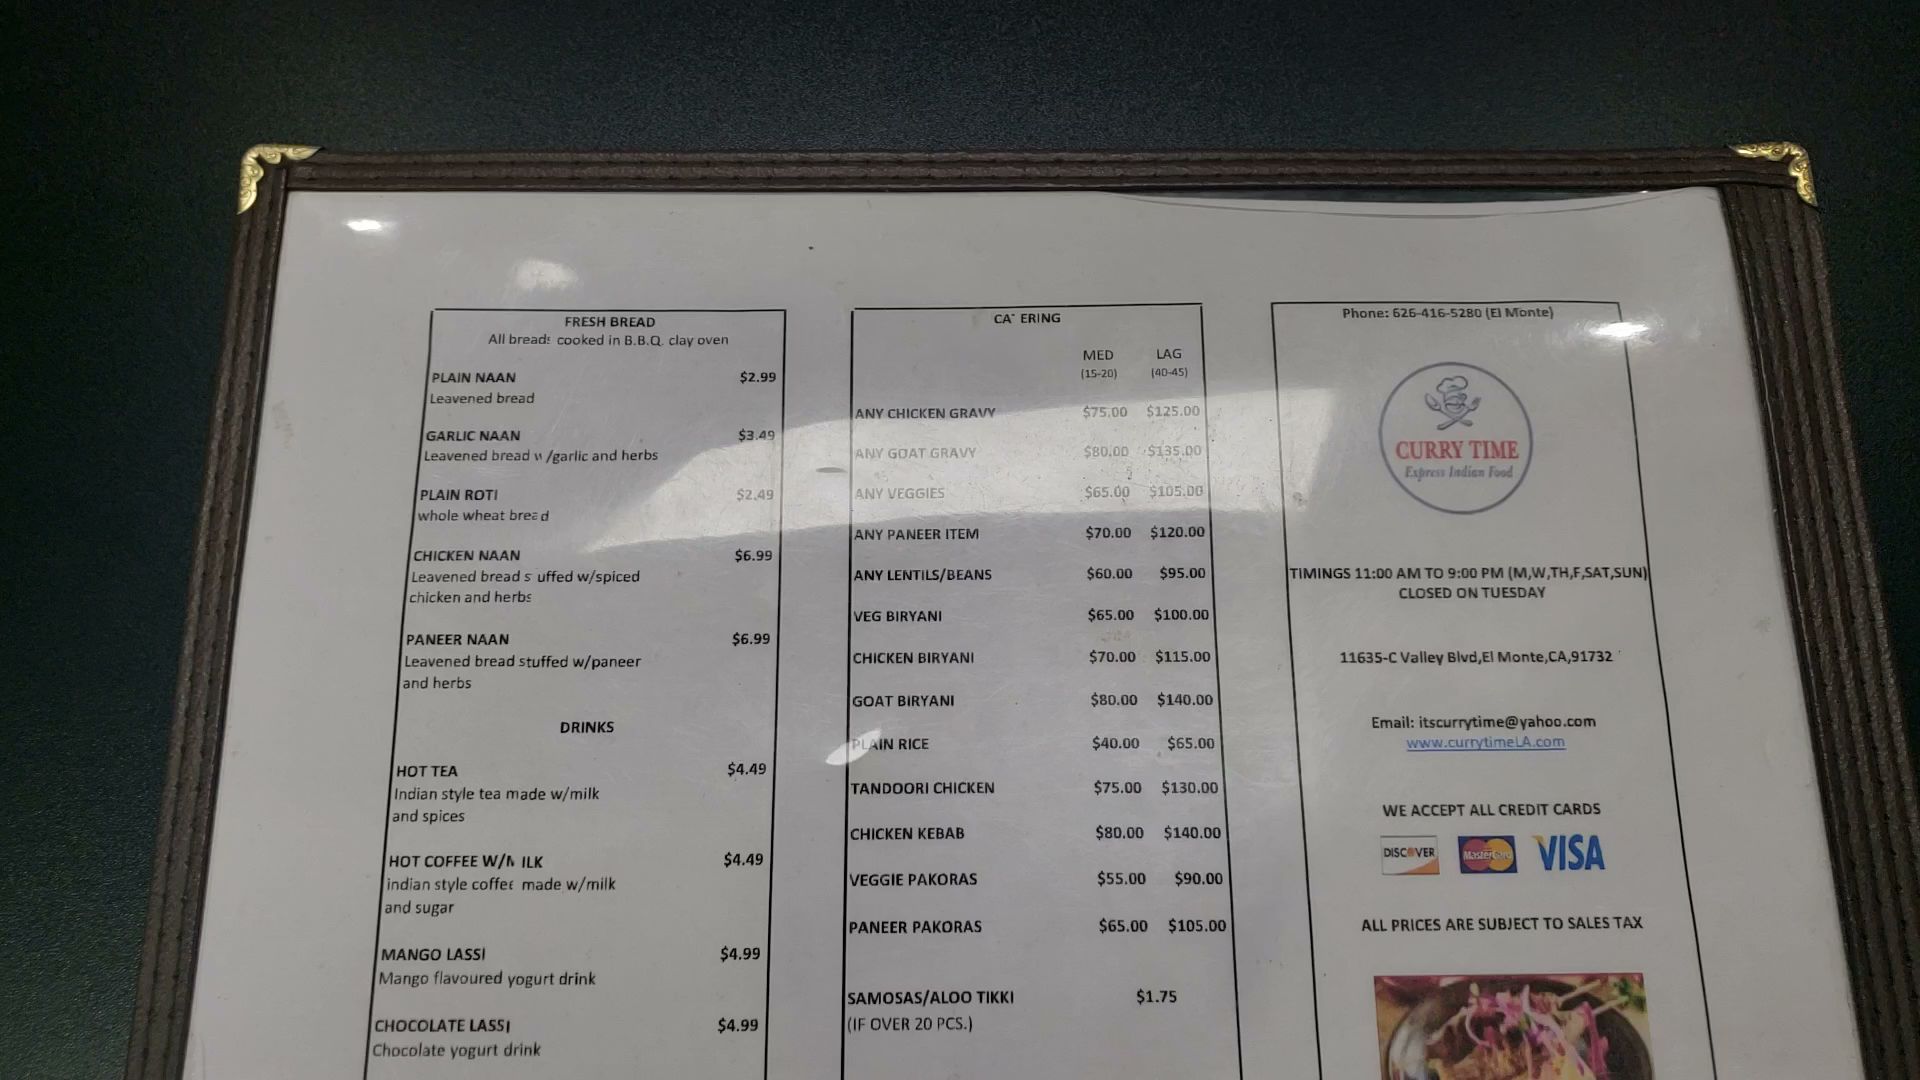 FRESH BREAD
All breads cooked in B.B.Q. clay oven
PLAIN NAAN $2.99
Leavened bread
GARLIC NAAN $3.49
Leavened bread w/garlic and herbs
PLAIN ROTI $2.49
whole wheat bread
CHICKEN NAAN $6.99
Leavened bread stuffed w/spiced
chicken and herbs
PANEER NAAN $6.99
Leavened bread stuffed w/paneer
and herbs
DRINKS
HOT TEA $4.49
Indian style tea made w/milk
and spices
HOT COFFEE W/MILK $4.49
indian style coffee made w/milk
and sugar
MANGO LASSI $4.99
Mango flavoured yogurt drink
CHOCOLATE LASSI $4.99
Chocolate yogurt drink
CATERING
MED LAG
(15-20) (40-45)
ANY CHICKEN GRAVY $75.00 $125.00
ANY GOAT GRAVY $80.00 $135.00
ANY VEGGIES $65.00 $105.00
ANY PANEER ITEM $70.00 $120.00
ANY LENTILS/BEANS $60.00 $95.00
VEG BIRYANI $65.00 $100.00
CHICKEN BIRYANI $70.00 $115.00
GOAT BIRYANI $80.00 $140.00
PLAIN RICE $40.00 $65.00
TANDOORI CHICKEN $75.00 $130.00
CHICKEN KEBAB $80.00 $140.00
VEGGIE PAKORAS $55.00 $90.00
PANEER PAKORAS $65.00 $105.00
SAMOSAS/ALOO TIKKI $1.75
(IF OVER 20 PCS.)
Phone: 626-416-5280 (El Monte)
CURRY TIME
Express Indian Food
TIMINGS 11:00 AM TO 9:00 PM (M,W,TH,F,SAT,SUN)
CLOSED ON TUESDAY
11635-C Valley Blvd,El Monte,CA,91732
Email: itscurrytime@yahoo.com
www.currytimeLA.com
WE ACCEPT ALL CREDIT CARDS
DISCOVER MasterCard VISA
ALL PRICES ARE SUBJECT TO SALES TAX